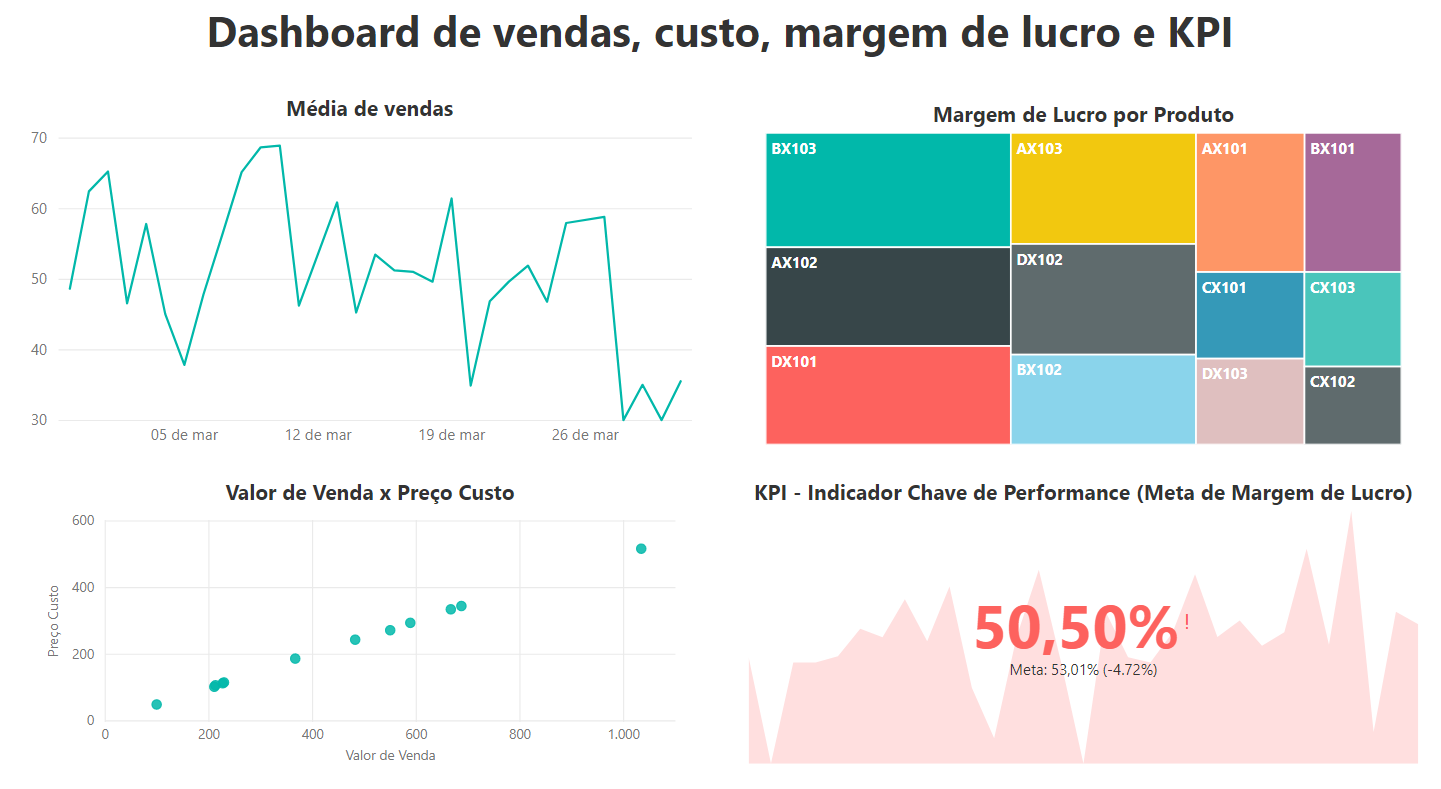 Dashboard de vendas, custo, margem de lucro e KPI
Média de vendas
70
60
50
40
30
05 de mar
12 de mar
19 de mar
26 de mar
Margem de Lucro por Produto
BX103
AX102
DX101
AX103
DX102
BX102
AX101
CX101
DX103
BX101
CX103
CX102
Valor de Venda x Preço Custo
Preço Custo
600
400
200
0
0
200
400
600
800
1.000
Valor de Venda
KPI - Indicador Chave de Performance (Meta de Margem de Lucro)
50,50%!
Meta: 53,01% (-4.72%)